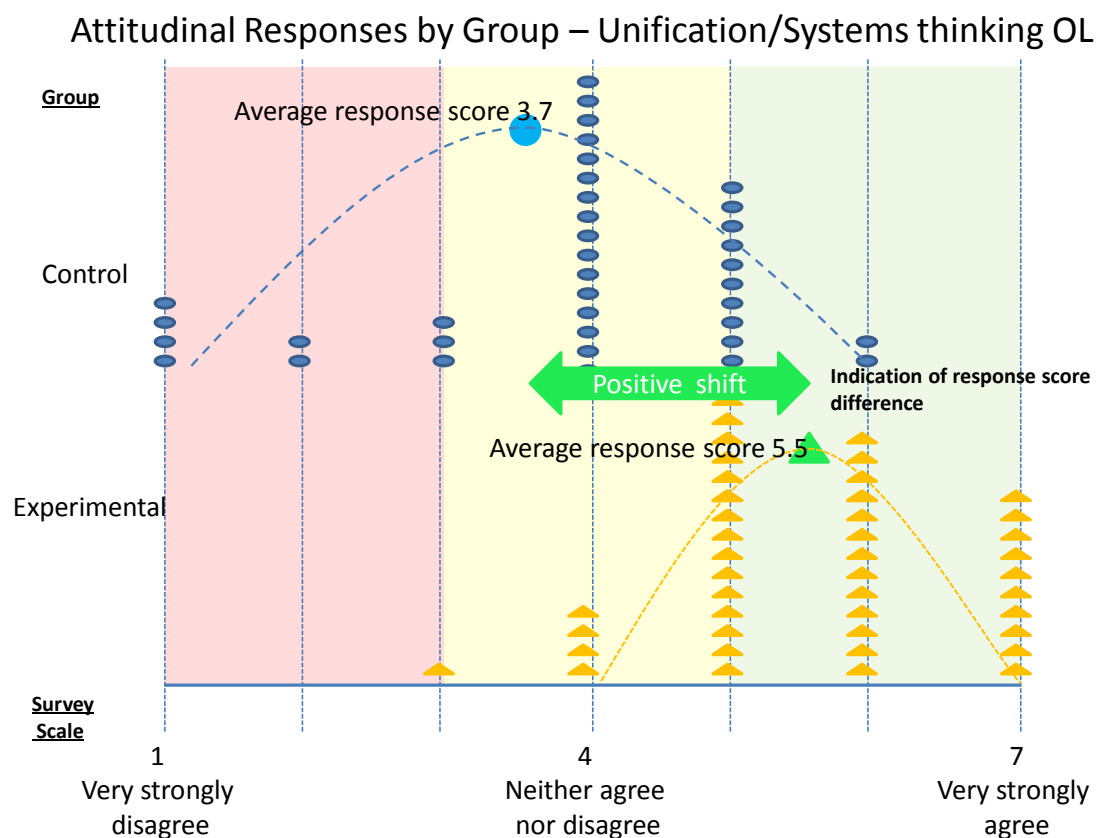 Attitudinal Responses by Group – Unification/Systems thinking OL
Group
Average response score 3.7
Control
Positive shift
Indication of response score
difference
Average response score 5.5
Experimental
Survey
Scale
1
4
7
Very strongly
disagree
Neither agree
nor disagree
Very strongly
agree